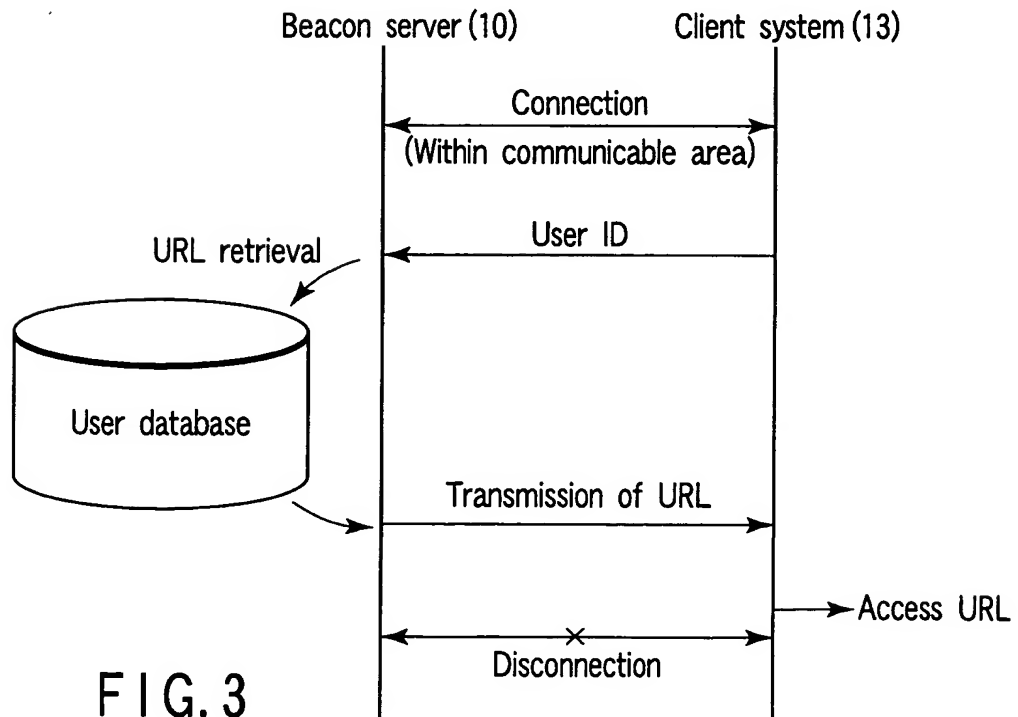 Beacon server (10)
Client system (13)
Connection
(Within communicable area)
User ID
URL retrieval
User database
Transmission of URL
Access URL
Disconnection
FIG. 3